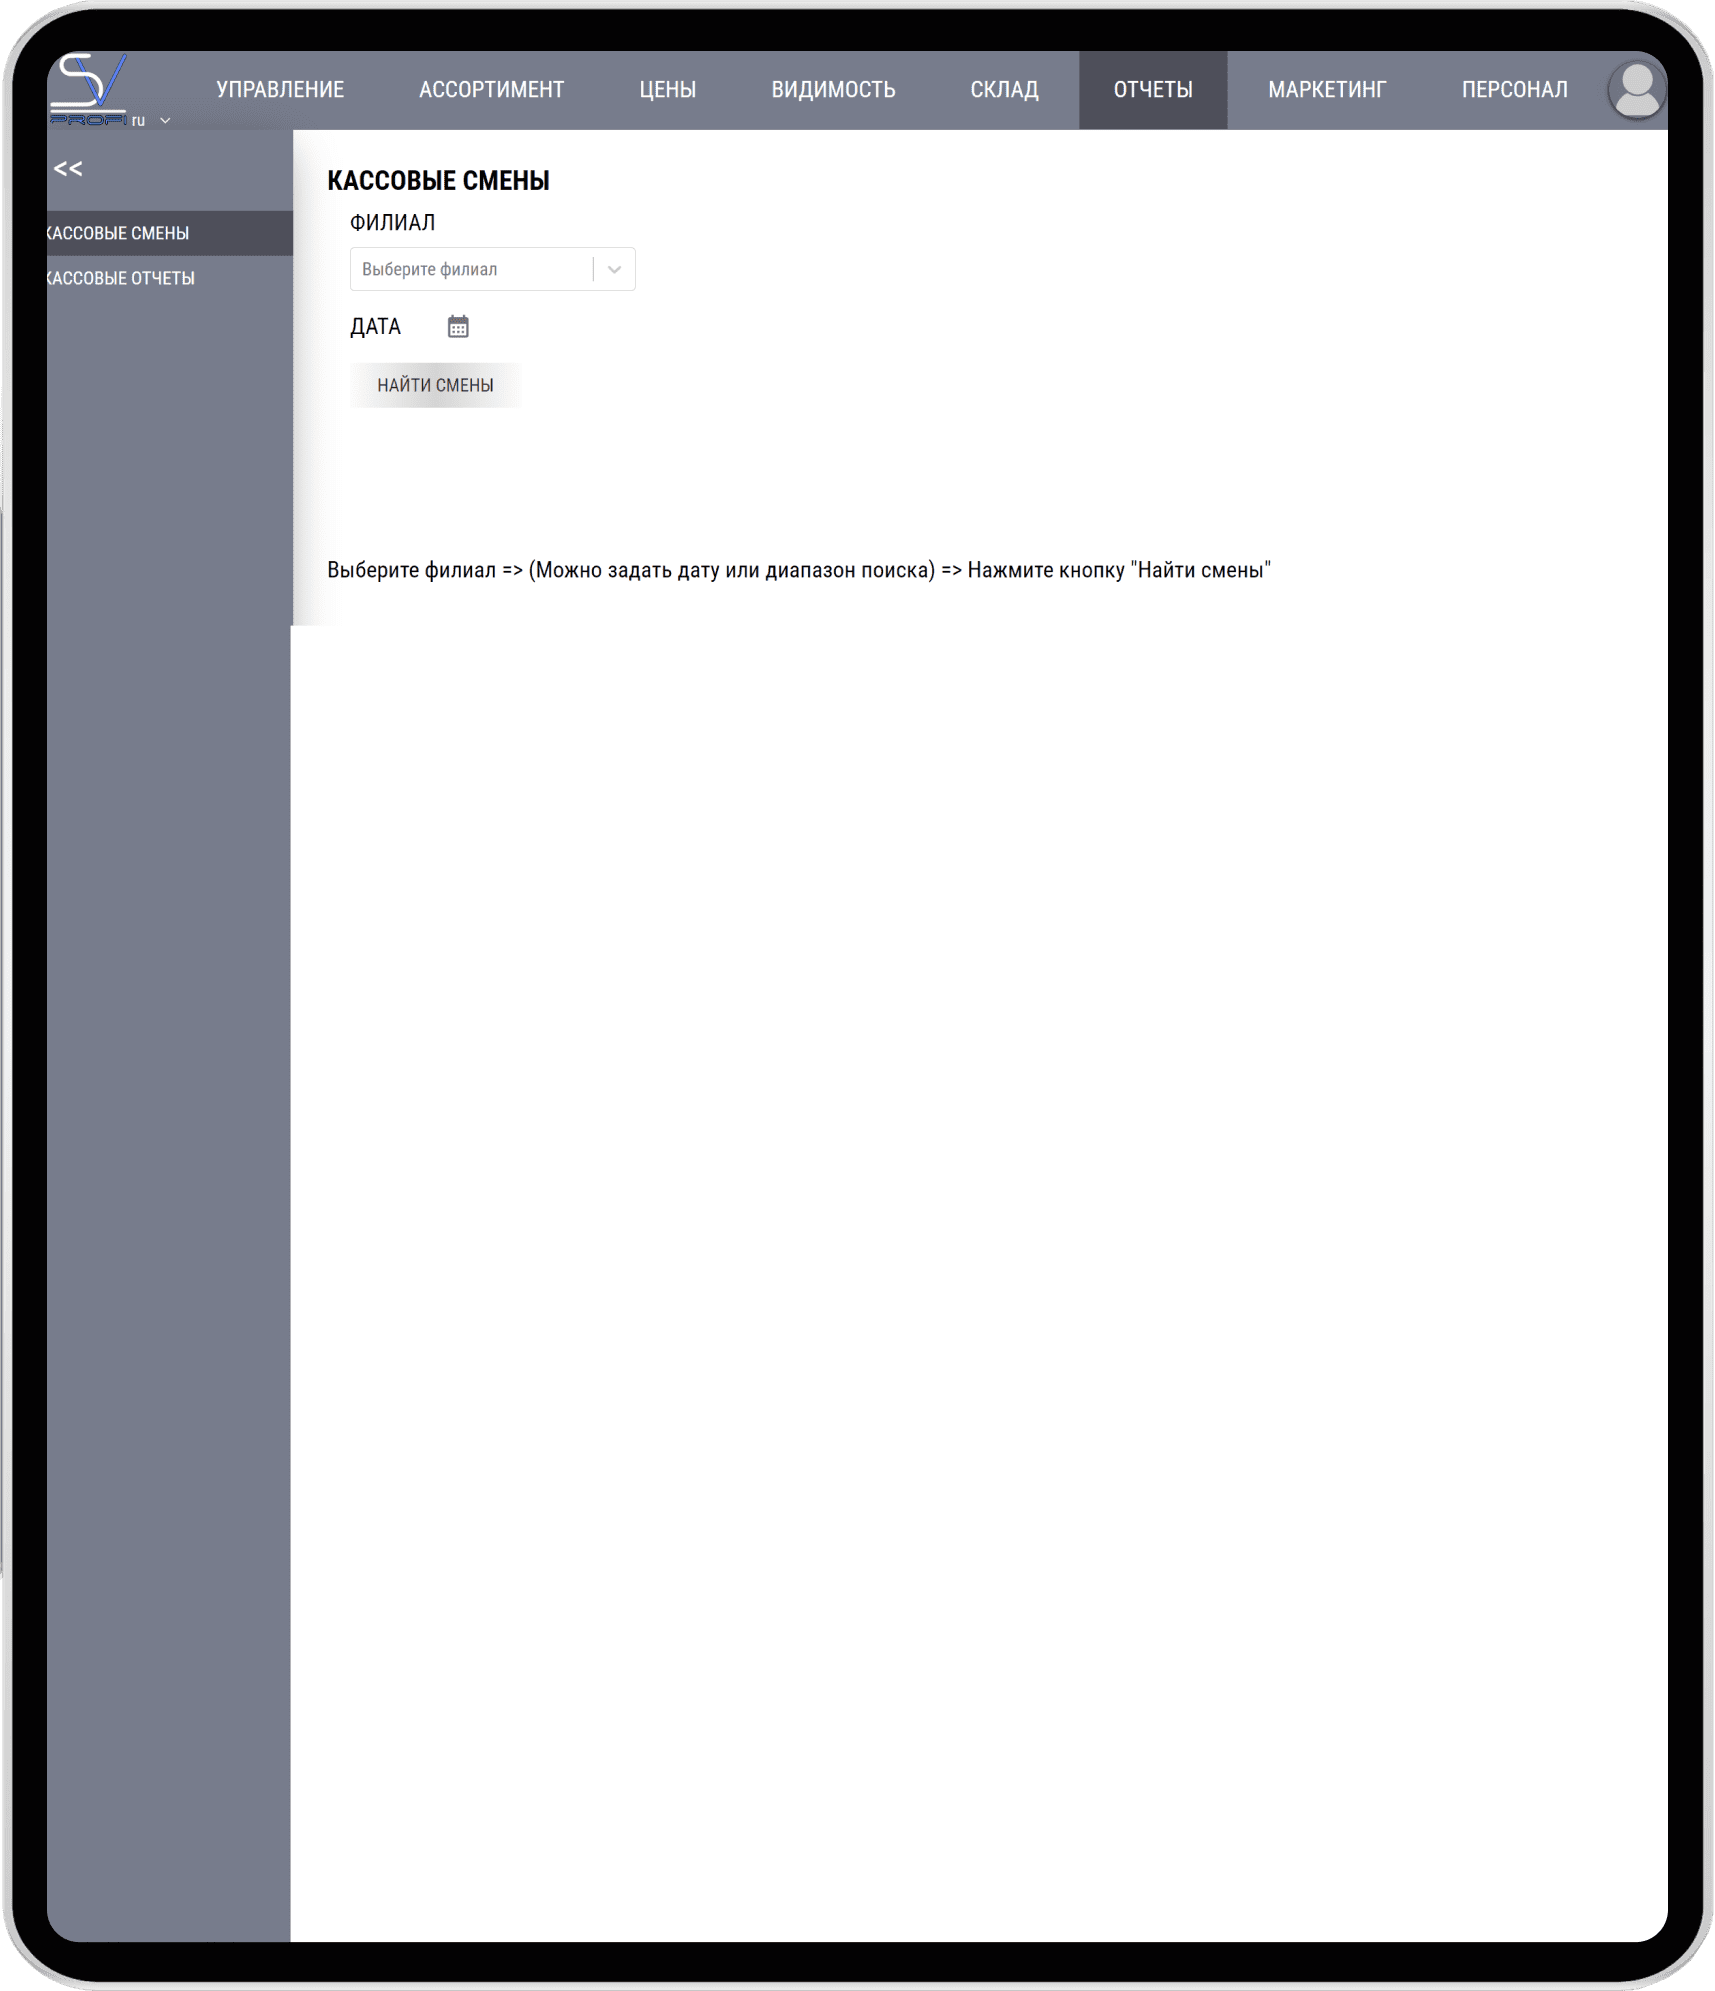 PROFI ru
УПРАВЛЕНИЕ АССОРТИМЕНТ ЦЕНЫ ВИДИМОСТЬ СКЛАД ОТЧЕТЫ МАРКЕТИНГ ПЕРСОНАЛ
<<
КАССОВЫЕ СМЕНЫ
КАССОВЫЕ ОТЧЕТЫ
КАССОВЫЕ СМЕНЫ
ФИЛИАЛ
Выберите филиал
ДАТА
НАЙТИ СМЕНЫ
Выберите филиал => (Можно задать дату или диапазон поиска) => Нажмите кнопку "Найти смены"